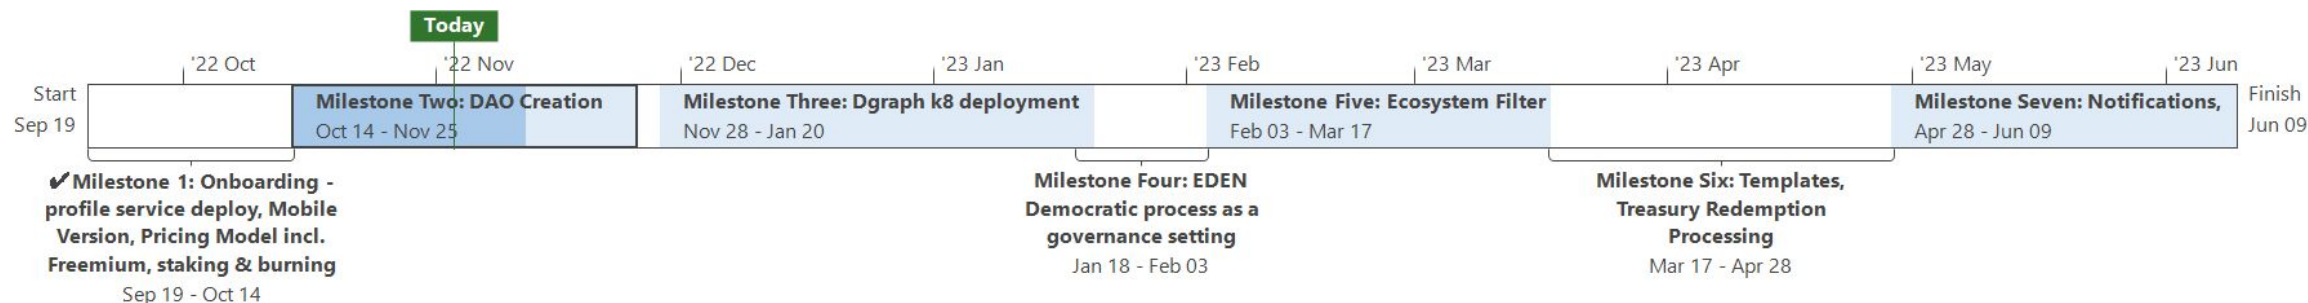 Today
'22 Oct
'22 Nov
'22 Dec
'23 Jan
'23 Feb
'23 Mar
'23 Apr
'23 May
'23 Jun
Start
Sep 19
Milestone Two: DAO Creation
Oct 14 - Nov 25
Milestone Three: Dgraph k8 deployment
Nov 28 - Jan 20
Milestone Five: Ecosystem Filter
Feb 03 - Mar 17
Milestone Seven: Notifications,
Apr 28 - Jun 09
Finish
Jun 09
✔Milestone 1: Onboarding -
profile service deploy, Mobile
Version, Pricing Model incl.
Freemium, staking & burning
Sep 19 - Oct 14
Milestone Four: EDEN
Democratic process as a
governance setting
Jan 18 - Feb 03
Milestone Six: Templates,
Treasury Redemption
Processing
Mar 17 - Apr 28